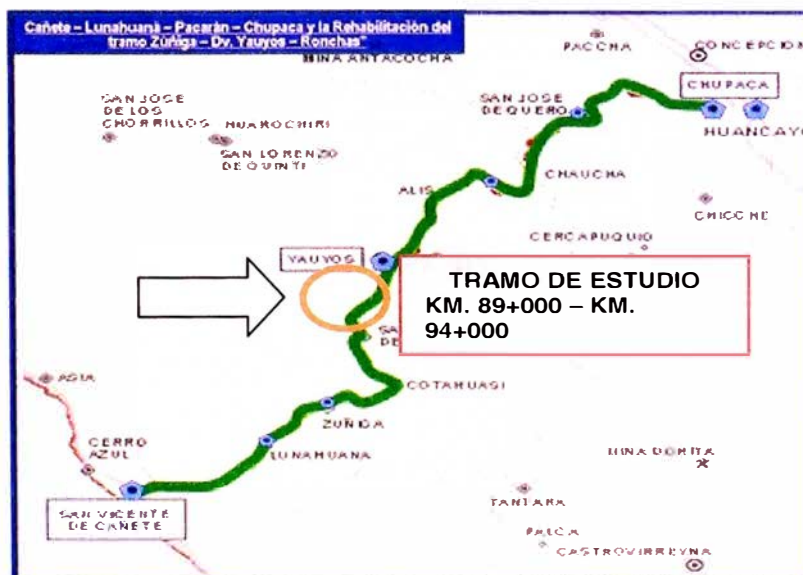 Cañete – Lunahuaná – Pacarán – Chupaca y la Rehabilitación del
tramo Zúñiga – Dv. Yauyos – Ronchas"
MINA ANTACOCHA
PACCHA
CONCEPCION
CHUPACA
SAN JOSE
DE LOS
CHORRILLOS
HUAROCHIRI
SAN LORENZO
DE QUINTI
SAN JOSE
DE QUERO
HUANCAYO
ALIS
CHAUCHA
CHICCHE
CERCAPUQUIO
YAUYOS
TRAMO DE ESTUDIO
KM. 89+000 – KM.
94+000
SA
DE
COTAHUASI
ASIA
ZUÑIGA
CERRO
AZUL
LUNAHUANA
MINA DORITA
SAN VICENTE
DE CAÑETE
TANTARA
PALCA
CASTROVIRREYNA